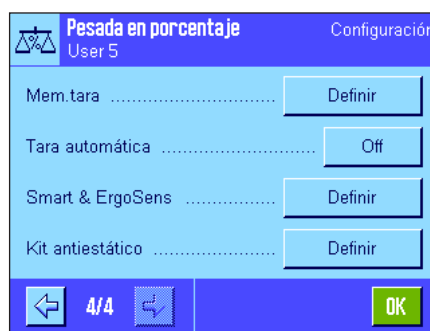 Pesada en porcentaje Configuración
User 5
Mem.tara ............................. Definir
Tara automática ........................... Off
Smart & ErgoSens ................ Definir
Kit antiestático ....................... Definir
4/4 OK